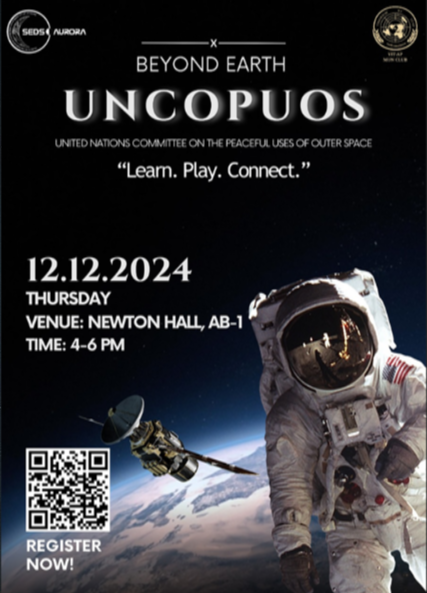 SEDS AURORA
x
BEYOND EARTH
UNCOPUOS
UNITED NATIONS COMMITTEE ON THE PEACEFUL USES OF OUTER SPACE
“Learn. Play. Connect.”
12.12.2024
THURSDAY
VENUE: NEWTON HALL, AB-1
TIME: 4-6 PM
REGISTER
NOW!